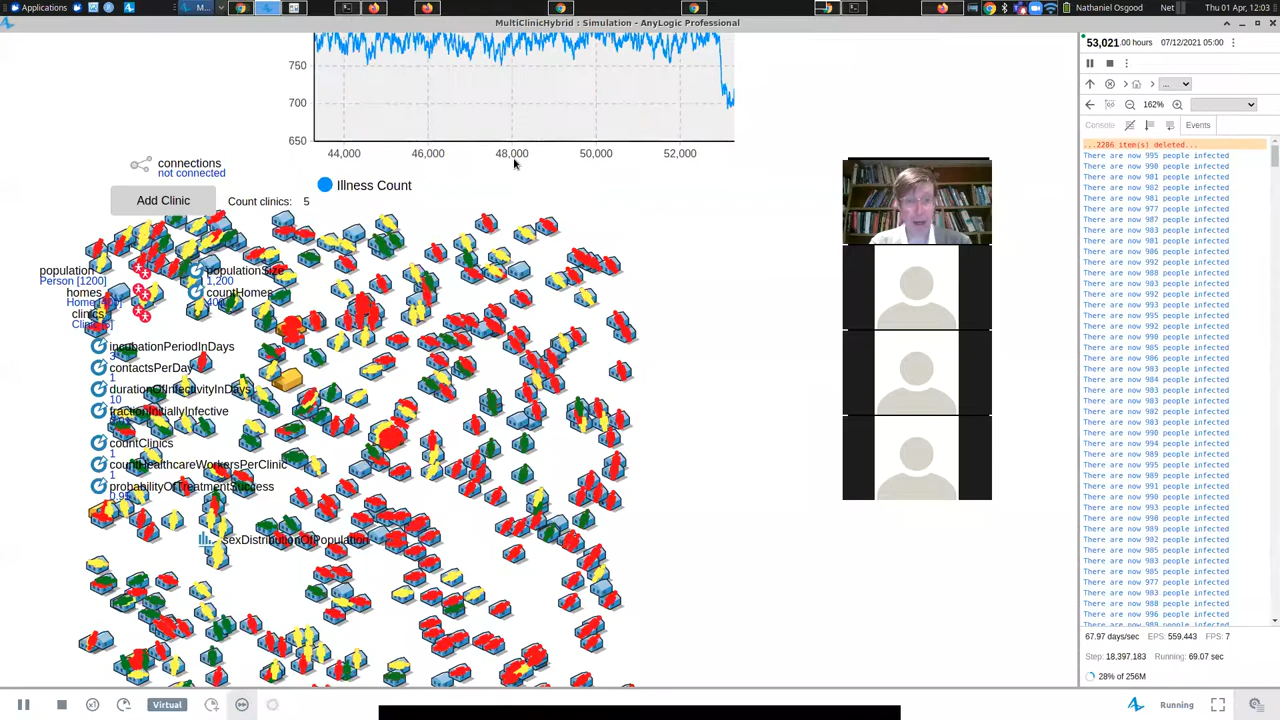 Applications
M...
Nathaniel Osgood
Net
Thu 01 Apr, 12:03
MultiClinicHybrid : Simulation - AnyLogic Professional
750
700
650
44,000 46,000 48,000 50,000 52,000
Illness Count
connections
not connected
Add Clinic
Count clinics: 5
population
Person [1200]
homes
clinics
populationSize
1,200
countHomes
incubationPeriodInDays
contactsPerDay
1
durationOfInfectivityInDays
10
fractionInitiallyInfective
countClinics
1
countHealthcareWorkersPerClinic
1
probabilityOfTreatmentSuccess
0.95
sexDistributionOfPopulation
53,021.00 hours 07/12/2021 05:00
...
162%
Console Events
...2286 item(s) deleted...
There are now 995 people infected
There are now 990 people infected
There are now 981 people infected
There are now 982 people infected
There are now 981 people infected
There are now 977 people infected
There are now 987 people infected
There are now 983 people infected
There are now 981 people infected
There are now 986 people infected
There are now 992 people infected
There are now 988 people infected
There are now 983 people infected
There are now 992 people infected
There are now 993 people infected
There are now 995 people infected
There are now 992 people infected
There are now 990 people infected
There are now 985 people infected
There are now 986 people infected
There are now 983 people infected
There are now 984 people infected
There are now 983 people infected
There are now 983 people infected
There are now 982 people infected
There are now 983 people infected
There are now 990 people infected
There are now 994 people infected
There are now 989 people infected
There are now 995 people infected
There are now 989 people infected
There are now 991 people infected
There are now 990 people infected
There are now 993 people infected
There are now 990 people infected
There are now 989 people infected
There are now 982 people infected
There are now 985 people infected
There are now 983 people infected
There are now 985 people infected
There are now 977 people infected
There are now 983 people infected
There are now 988 people infected
There are now 996 people infected
There are now 988 people infected
67.97 days/sec EPS: 559,443 FPS: 7
Step: 18,397,183 Running: 69.07 sec
28% of 256M
x1
Virtual
Running